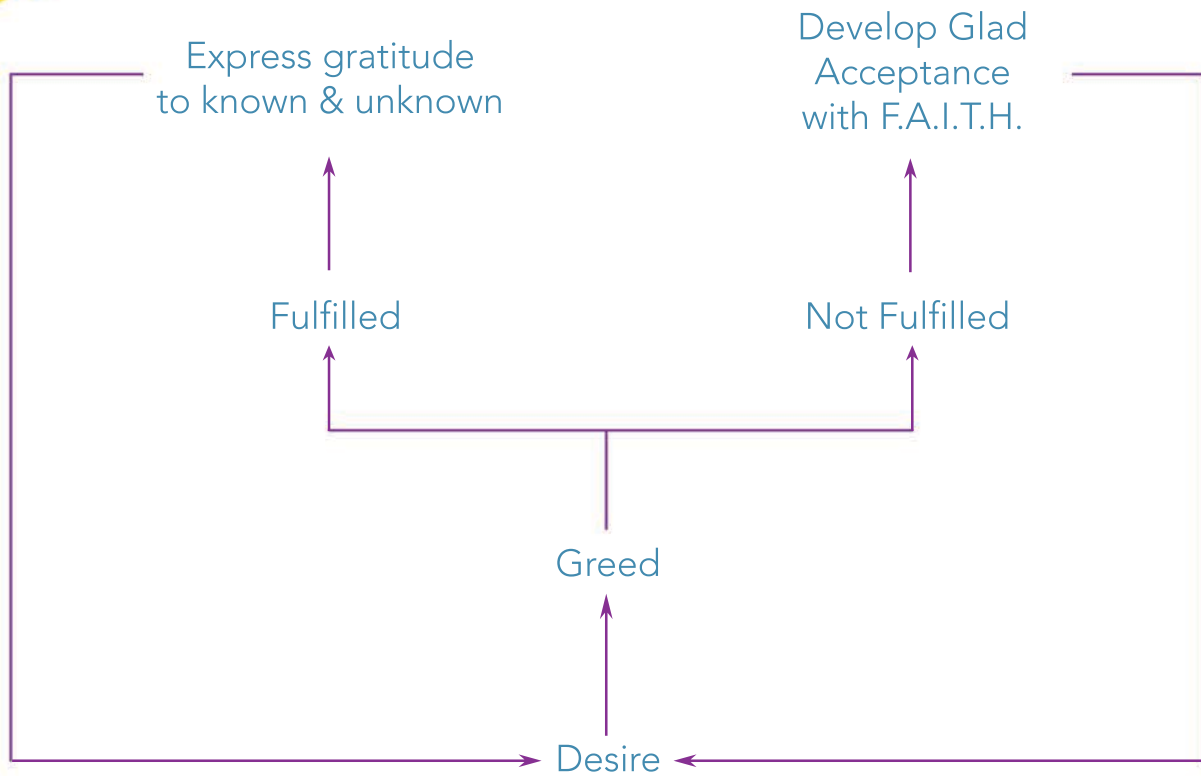 Express gratitude
to known & unknown
Develop Glad
Acceptance
with F.A.I.T.H.
Fulfilled
Not Fulfilled
Greed
Desire